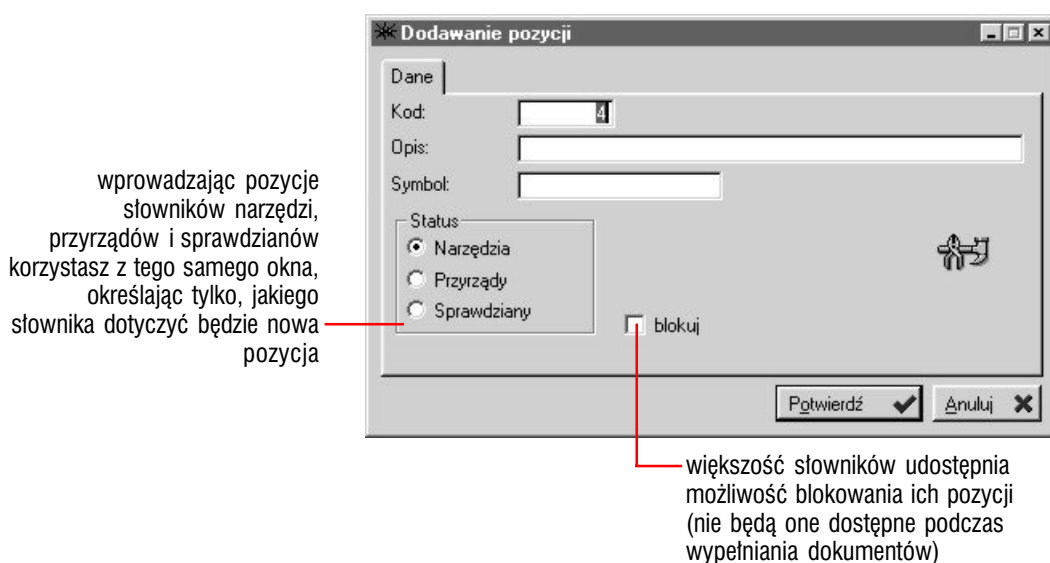 Dodawanie pozycji
Dane
Kod:
4
Opis:
Symbol:
Status
Narzędzia
Przyrządy
Sprawdziany
blokuj
Potwierdź
Anuluj
wprowadzając pozycje
słowników narzędzi,
przyrządów i sprawdzianów
korzystasz z tego samego okna,
określając tylko, jakiego
słownika dotyczyć będzie nowa
pozycja
większość słowników udostępnia
możliwość blokowania ich pozycji
(nie będą one dostępne podczas
wypełniania dokumentów)